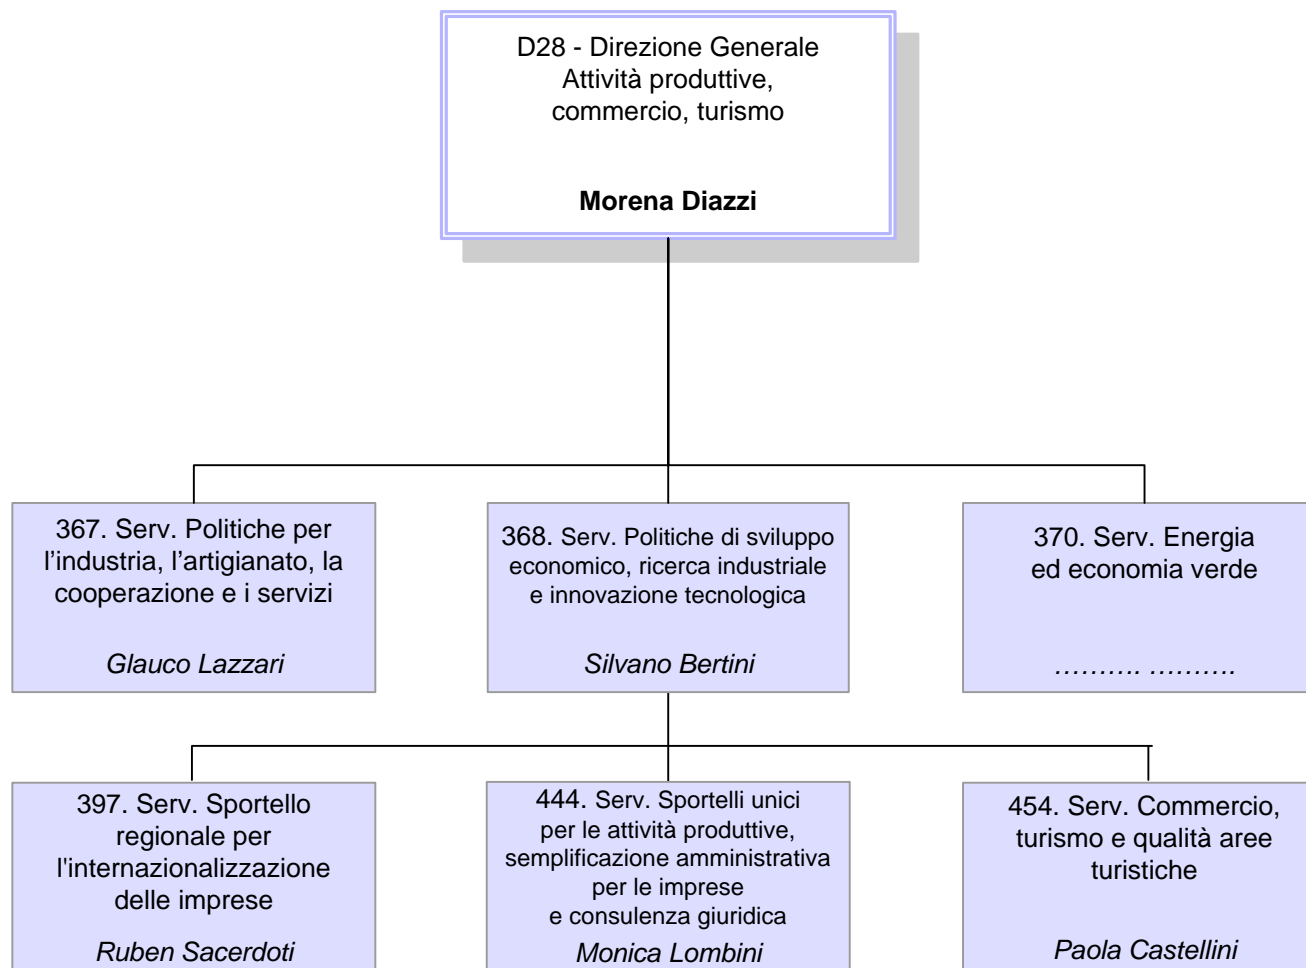 D28 - Direzione Generale
Attività produttive,
commercio, turismo
Morena Diazzi
367. Serv. Politiche per
l’industria, l’artigianato, la
cooperazione e i servizi
Glauco Lazzari
368. Serv. Politiche di sviluppo
economico, ricerca industriale
e innovazione tecnologica
Silvano Bertini
370. Serv. Energia
ed economia verde
………. ……….
397. Serv. Sportello
regionale per
l'internazionalizzazione
delle imprese
Ruben Sacerdoti
444. Serv. Sportelli unici
per le attività produttive,
semplificazione amministrativa
per le imprese
e consulenza giuridica
Monica Lombini
454. Serv. Commercio,
turismo e qualità aree
turistiche
Paola Castellini